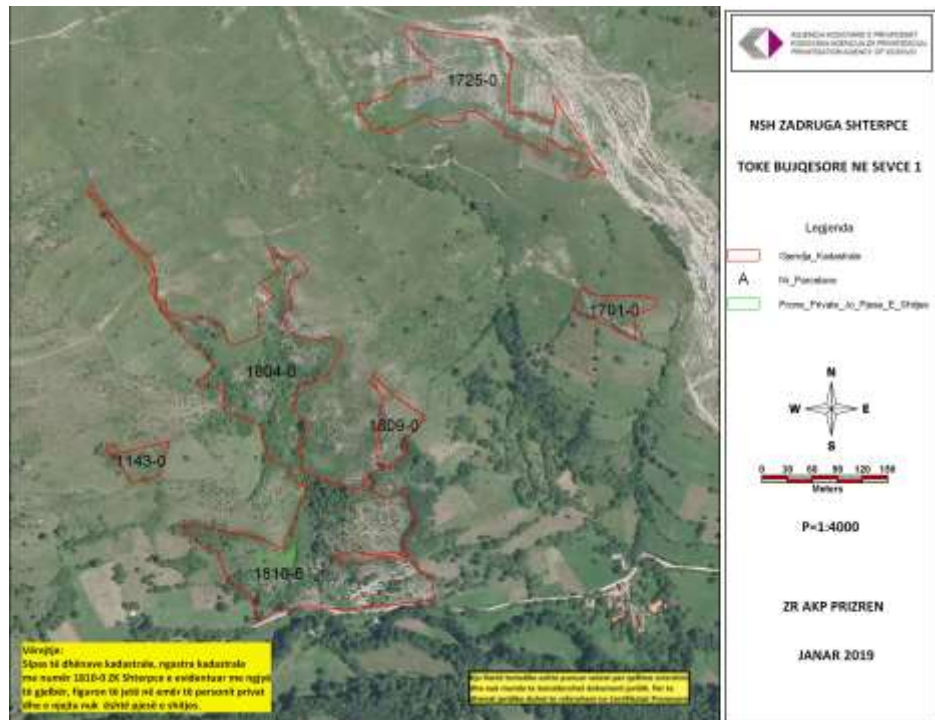 1725-0
1701-0
1804-0
1809-0
1143-0
1810-6
Vërejtje:
Sipas të dhënave kadastrale, ngastra kadastrale
me numër 1810-0 ZK Shterpce e evidentuar me ngjyrë
të gjelbër, figuron të jetë në emër të personit privat
dhe e njejta nuk është pjesë e shitjes.
AGJENCIA KOSOVARE E PRIVATIZIMIT
KOSOVSKA AGENCIJA ZA PRIVATIZACIJU
PRIVATISATION AGENCY OF KOSOVO
NSH ZADRUGA SHTERPCE
TOKE BUJQESORE NE SEVCE 1
Legjenda
Gjendja_Kadastrale
A Nr_Parcelave
Prone_Private_Jo_Pjese_E_Shitjes
N
W E
S
0 30 60 90 120 150
Meters
P=1:4000
ZR AKP PRIZREN
JANAR 2019